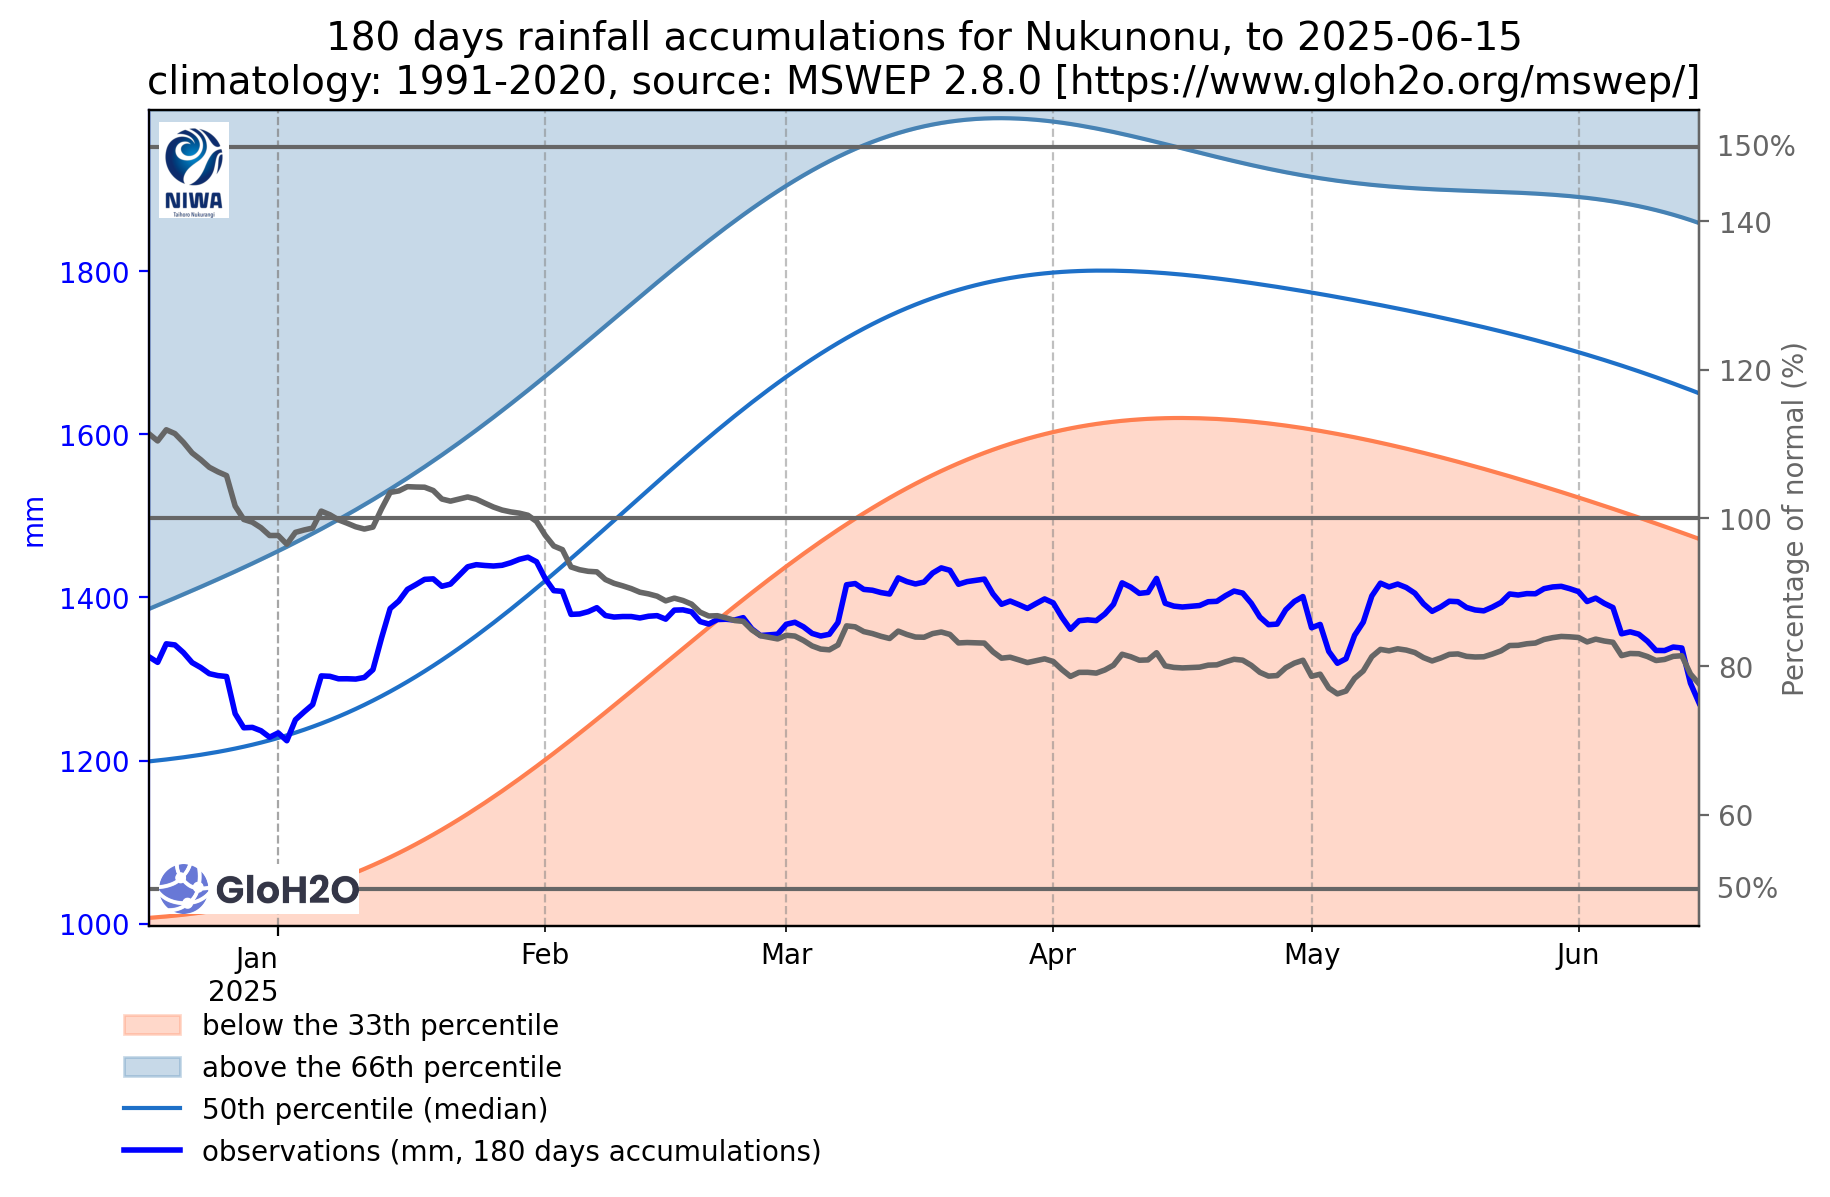 180 days rainfall accumulations for Nukunonu, to 2025-06-15
climatology: 1991-2020, source: MSWEP 2.8.0 [https://www.gloh2o.org/mswep/]
NIWA
Taihoro Nukurangi
150%
140
1800
120
1600
mm
100
Percentage of normal (%)
1400
80
1200
60
GloH2O
50%
1000
Jan
2025
Feb
Mar
Apr
May
Jun
below the 33th percentile
above the 66th percentile
50th percentile (median)
observations (mm, 180 days accumulations)